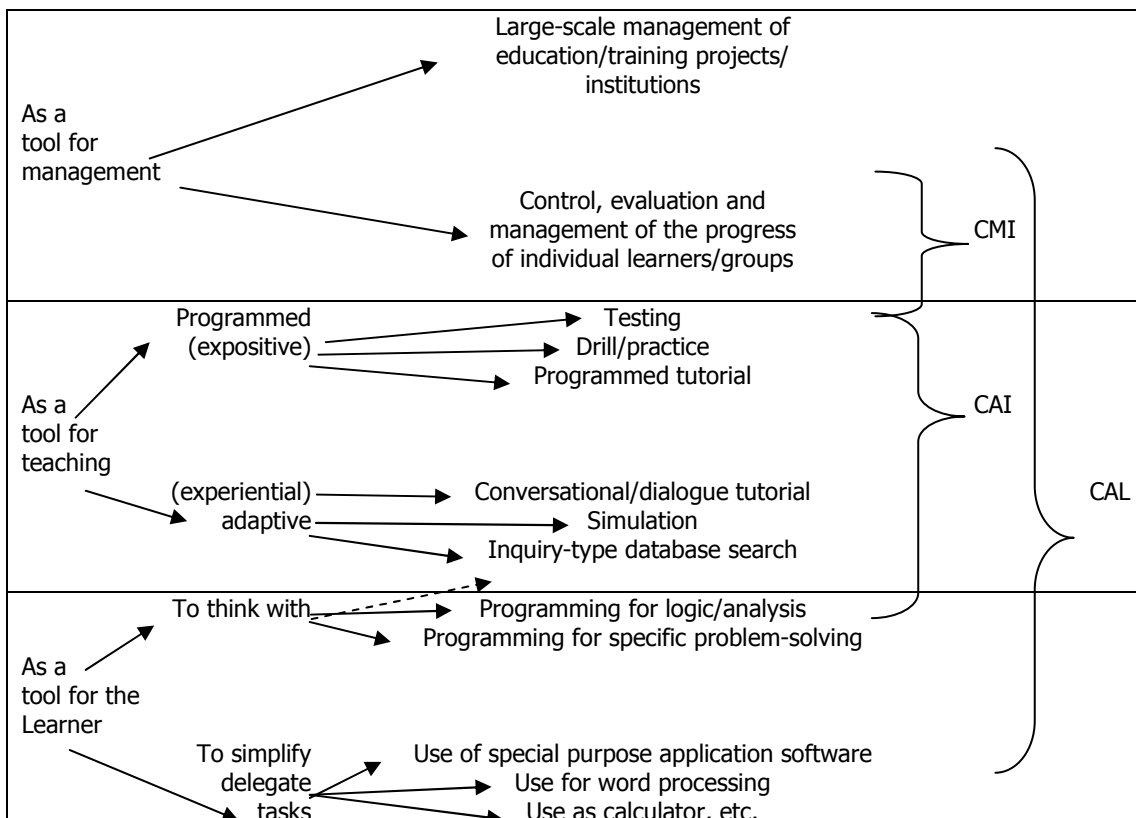 Large-scale management of
education/training projects/
institutions
As a
tool for
management
Control, evaluation and
management of the progress
of individual learners/groups
CMI
Programmed
(expositive)
Testing
Drill/practice
Programmed tutorial
As a
tool for
teaching
CAI
(experiential)
adaptive
Conversational/dialogue tutorial
Simulation
Inquiry-type database search
CAL
To think with
Programming for logic/analysis
Programming for specific problem-solving
As a
tool for the
Learner
To simplify
delegate
tasks
Use of special purpose application software
Use for word processing
Use as calculator, etc.